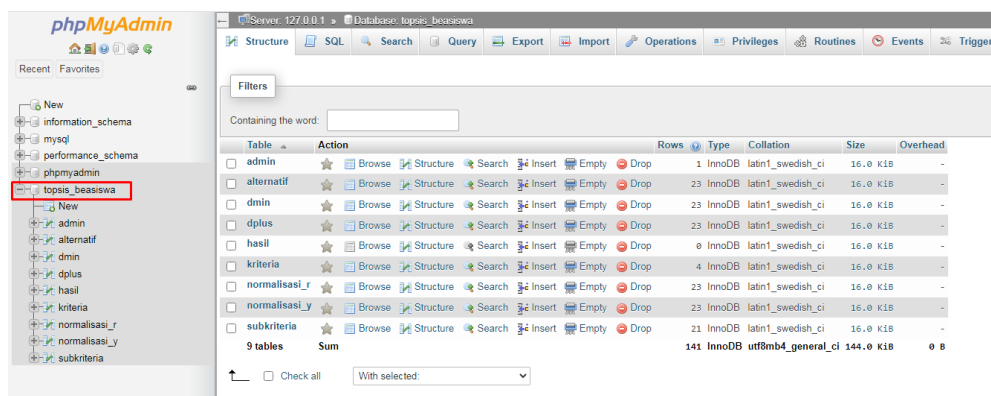 phpMyAdmin
Recent Favorites
New
information_schema
mysql
performance_schema
phpmyadmin
topsis_beasiswa
New
admin
alternatif
dmin
dplus
hasil
kriteria
normalisasi_r
normalisasi_y
subkriteria
Server: 127.0.0.1 » Database: topsis_beasiswa
Structure SQL Search Query Export Import Operations Privileges Routines Events Trigger
Filters
Containing the word:
Table Action Rows Type Collation Size Overhead
admin Browse Structure Search Insert Empty Drop 1 InnoDB latin1_swedish_ci 16.0 KiB -
alternatif Browse Structure Search Insert Empty Drop 23 InnoDB latin1_swedish_ci 16.0 KiB -
dmin Browse Structure Search Insert Empty Drop 23 InnoDB latin1_swedish_ci 16.0 KiB -
dplus Browse Structure Search Insert Empty Drop 23 InnoDB latin1_swedish_ci 16.0 KiB -
hasil Browse Structure Search Insert Empty Drop 0 InnoDB latin1_swedish_ci 16.0 KiB -
kriteria Browse Structure Search Insert Empty Drop 4 InnoDB latin1_swedish_ci 16.0 KiB -
normalisasi_r Browse Structure Search Insert Empty Drop 23 InnoDB latin1_swedish_ci 16.0 KiB -
normalisasi_y Browse Structure Search Insert Empty Drop 23 InnoDB latin1_swedish_ci 16.0 KiB -
subkriteria Browse Structure Search Insert Empty Drop 21 InnoDB latin1_swedish_ci 16.0 KiB -
9 tables Sum 141 InnoDB utf8mb4_general_ci 144.0 KiB 0 B
Check all With selected: